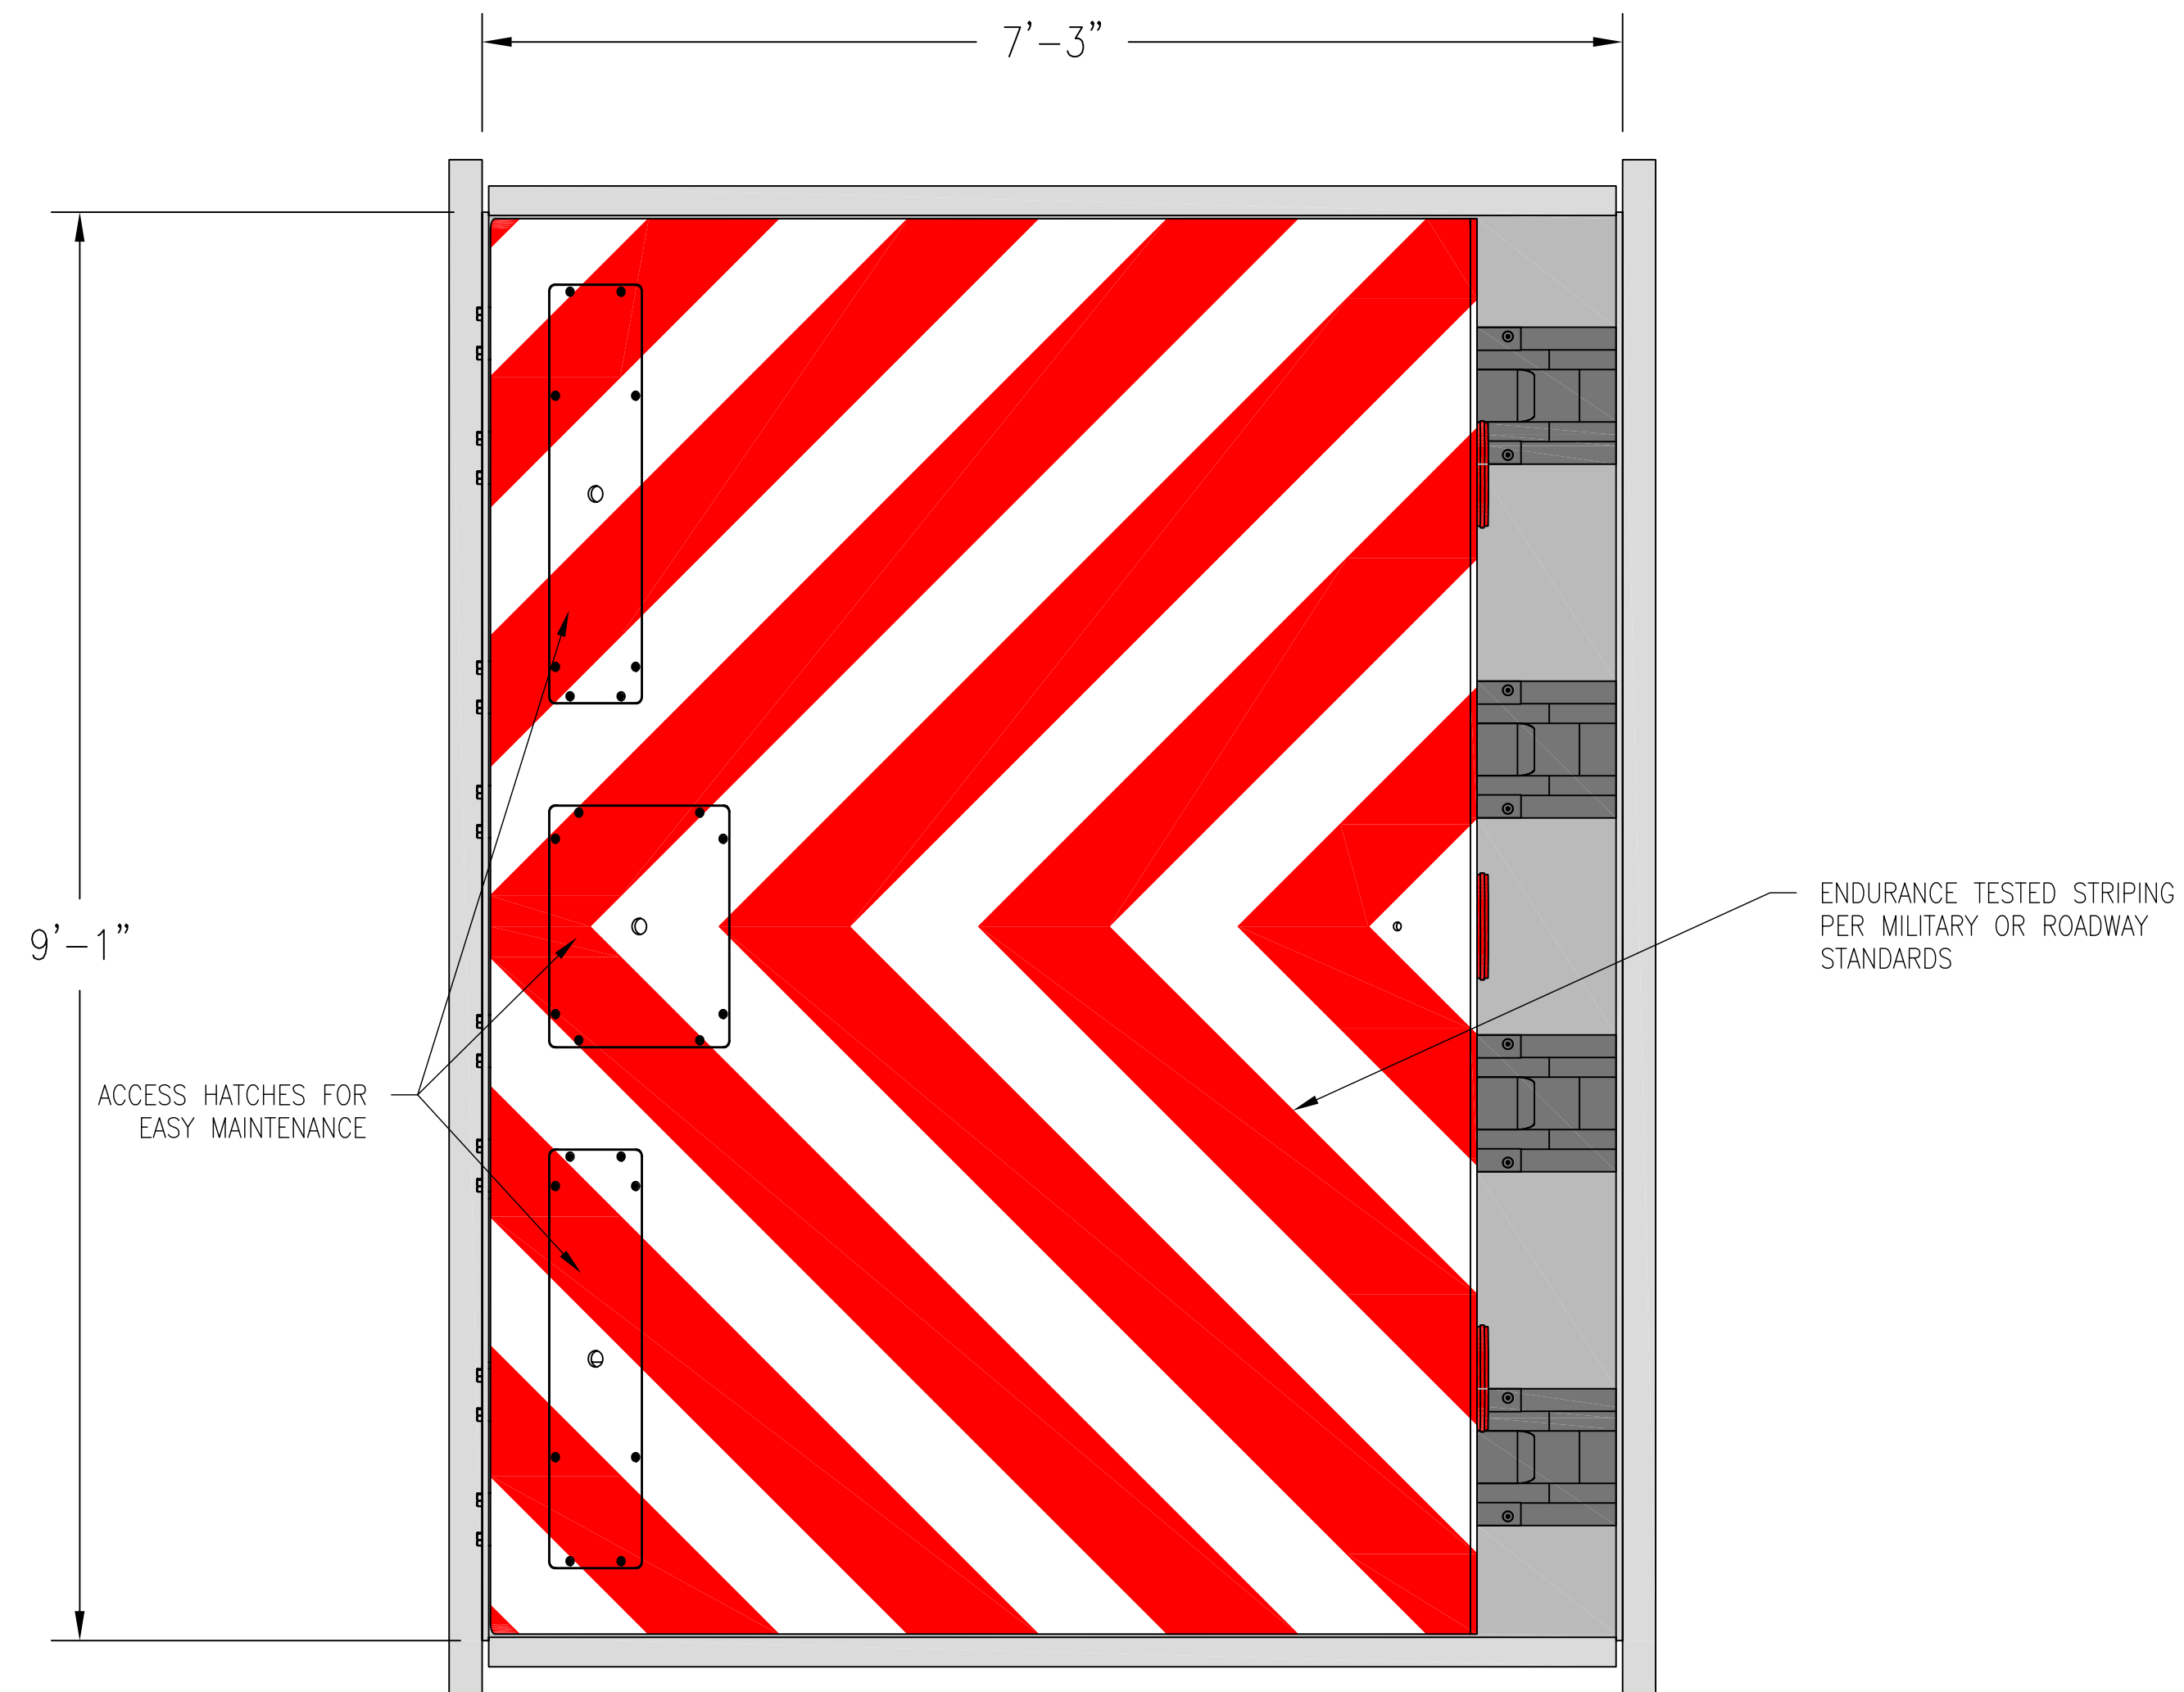 7'-3"
9'-1"
ENDURANCE TESTED STRIPING
PER MILITARY OR ROADWAY
STANDARDS
ACCESS HATCHES FOR
EASY MAINTENANCE